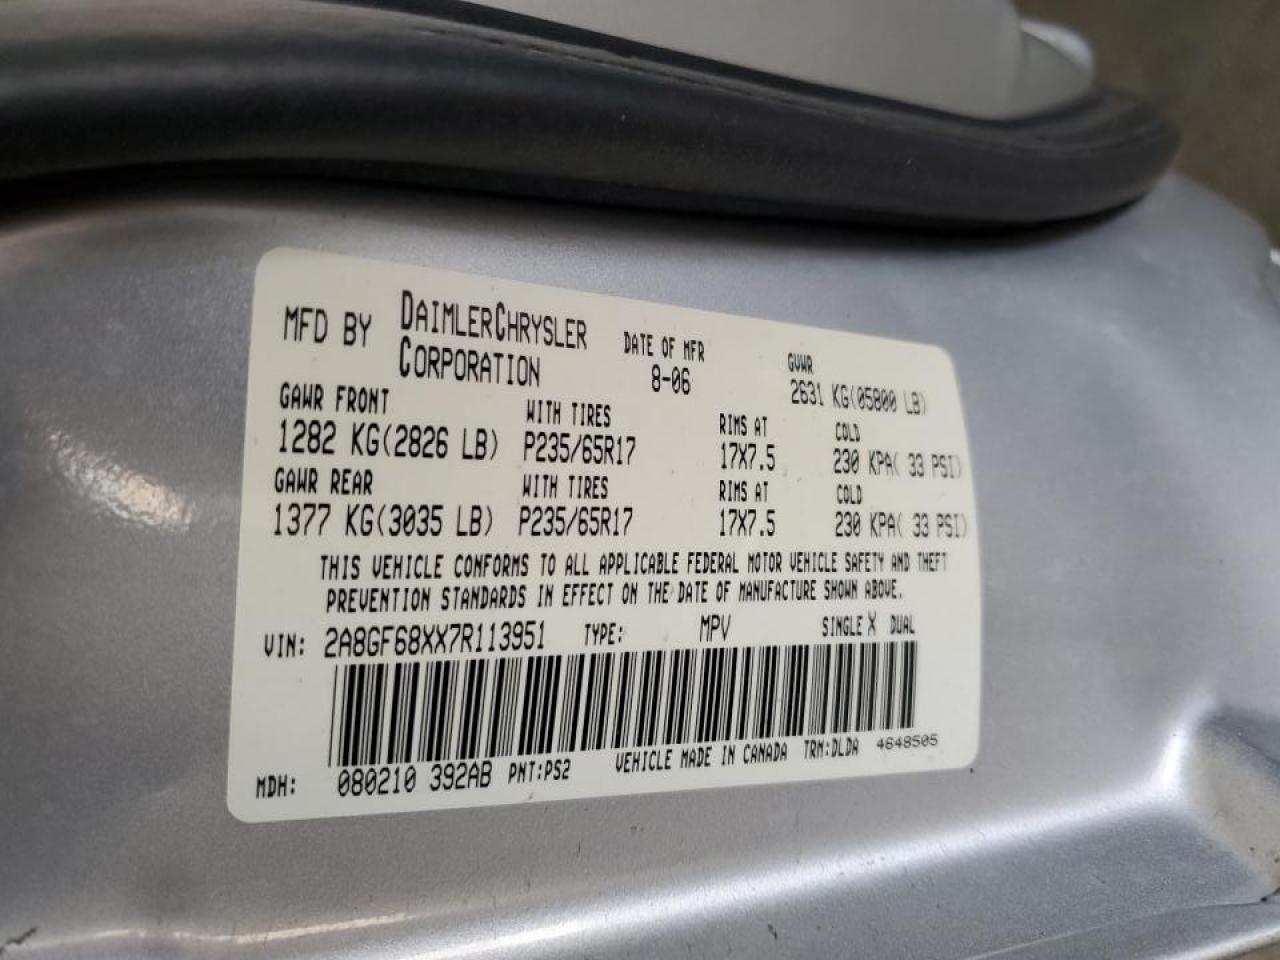 MFD BY DAIMLERCHRYSLER CORPORATION DATE OF MFR 8-06 GVWR 2631 KG(05800 LB)
GAWR FRONT WITH TIRES RIMS AT COLD
1282 KG(2826 LB) P235/65R17 17X7.5 230 KPA( 33 PSI)
GAWR REAR WITH TIRES RIMS AT COLD
1377 KG(3035 LB) P235/65R17 17X7.5 230 KPA( 33 PSI)
THIS VEHICLE CONFORMS TO ALL APPLICABLE FEDERAL MOTOR VEHICLE SAFETY AND THEFT
PREVENTION STANDARDS IN EFFECT ON THE DATE OF MANUFACTURE SHOWN ABOVE.
VIN: 2A8GF68XX7R113951 TYPE: MPV SINGLE X DUAL
MDH: 080210 392AB PNT:PS2 VEHICLE MADE IN CANADA TRM:DLDA 4648505